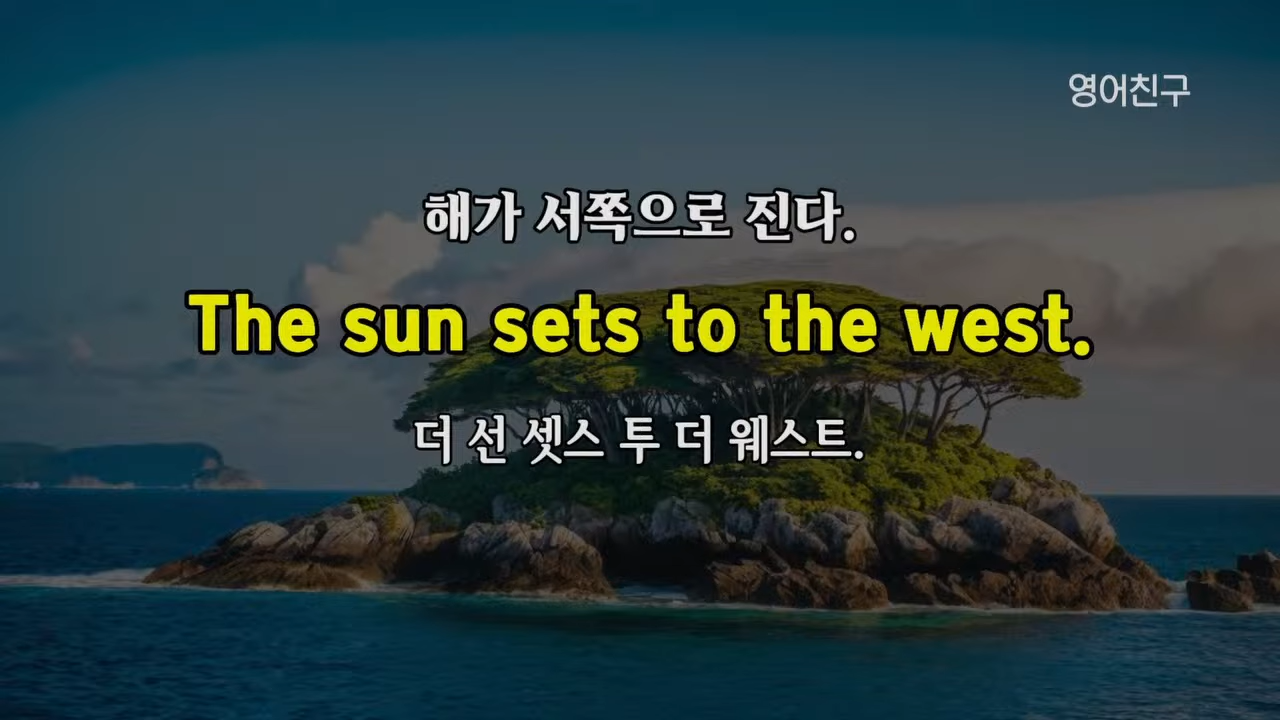 영어친구
해가 서쪽으로 진다.
The sun sets to the west.
더 선 셋스 투 더 웨스트.